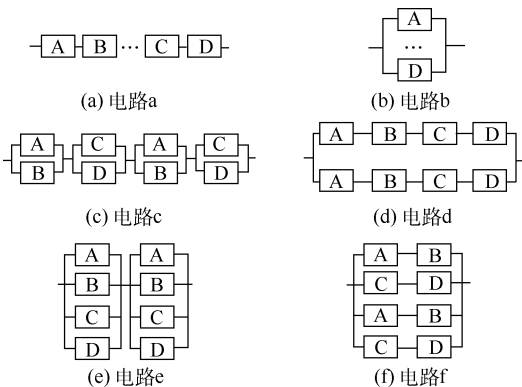 A B … C D
(a) 电路a
A
…
D
(b) 电路b
A C A C
B D B D
(c) 电路c
A B C D
A B C D
(d) 电路d
A A
B B
C C
D D
(e) 电路e
A B
C D
A B
C D
(f) 电路f